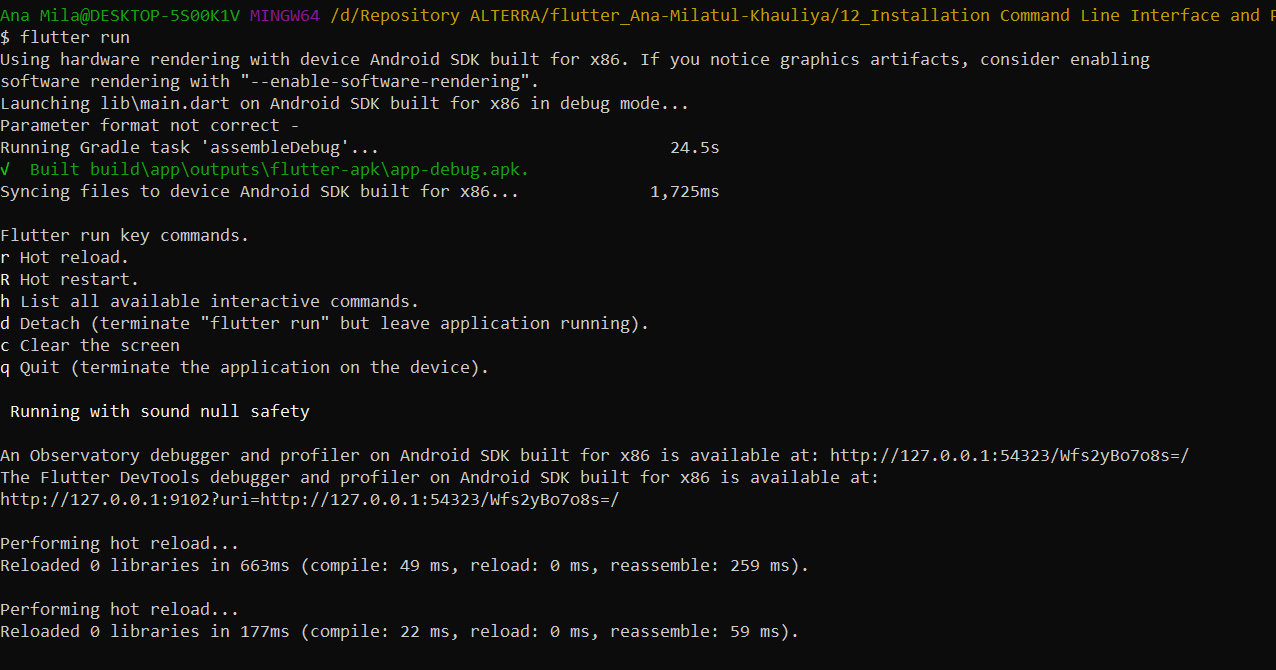 Ana Mila@DESKTOP-5S00K1V MINGW64 /d/Repository ALTERRA/flutter_Ana-Milatul-Khauliya/12_Installation Command Line Interface and
$ flutter run
Using hardware rendering with device Android SDK built for x86. If you notice graphics artifacts, consider enabling
software rendering with "--enable-software-rendering".
Launching lib\main.dart on Android SDK built for x86 in debug mode...
Parameter format not correct -
Running Gradle task 'assembleDebug'... 24.5s
√ Built build\app\outputs\flutter-apk\app-debug.apk.
Syncing files to device Android SDK built for x86... 1,725ms
Flutter run key commands.
r Hot reload.
R Hot restart.
h List all available interactive commands.
d Detach (terminate "flutter run" but leave application running).
c Clear the screen
q Quit (terminate the application on the device).
Running with sound null safety
An Observatory debugger and profiler on Android SDK built for x86 is available at: http://127.0.0.1:54323/Wfs2yBo7o8s=/
The Flutter DevTools debugger and profiler on Android SDK built for x86 is available at:
http://127.0.0.1:9102?uri=http://127.0.0.1:54323/Wfs2yBo7o8s=/
Performing hot reload...
Reloaded 0 libraries in 663ms (compile: 49 ms, reload: 0 ms, reassemble: 259 ms).
Performing hot reload...
Reloaded 0 libraries in 177ms (compile: 22 ms, reload: 0 ms, reassemble: 59 ms).